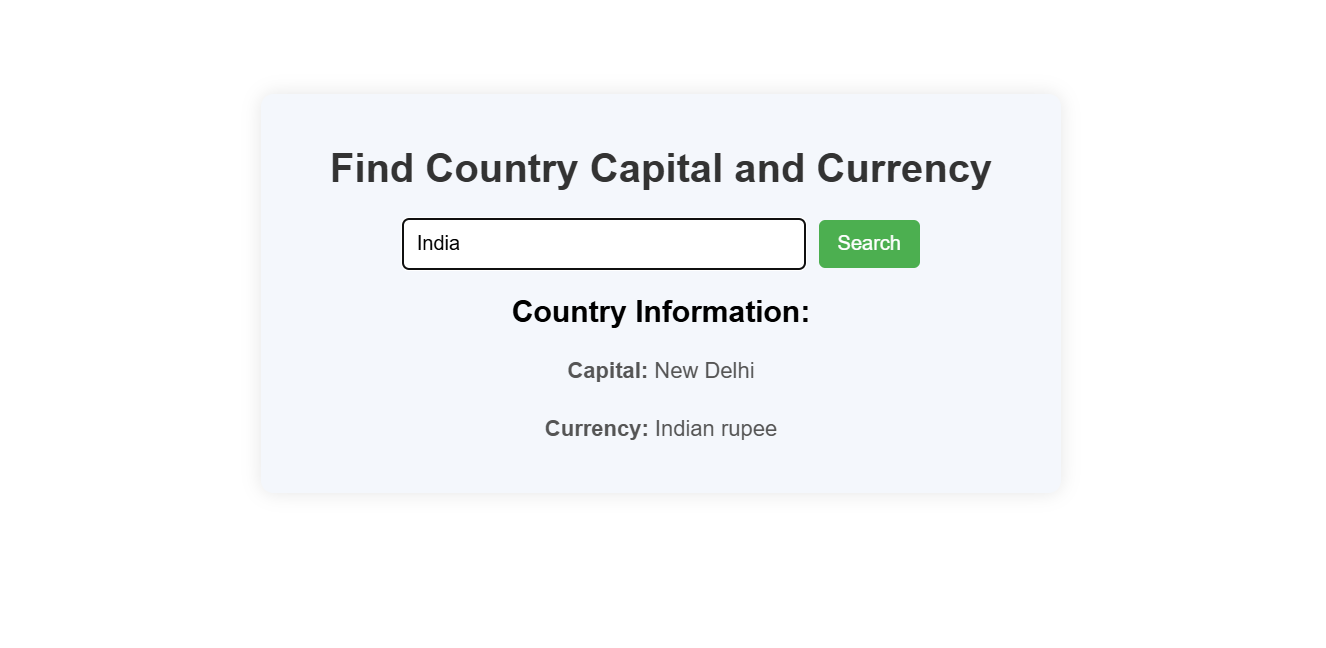 Find Country Capital and Currency
India Search
Country Information:
Capital: New Delhi
Currency: Indian rupee